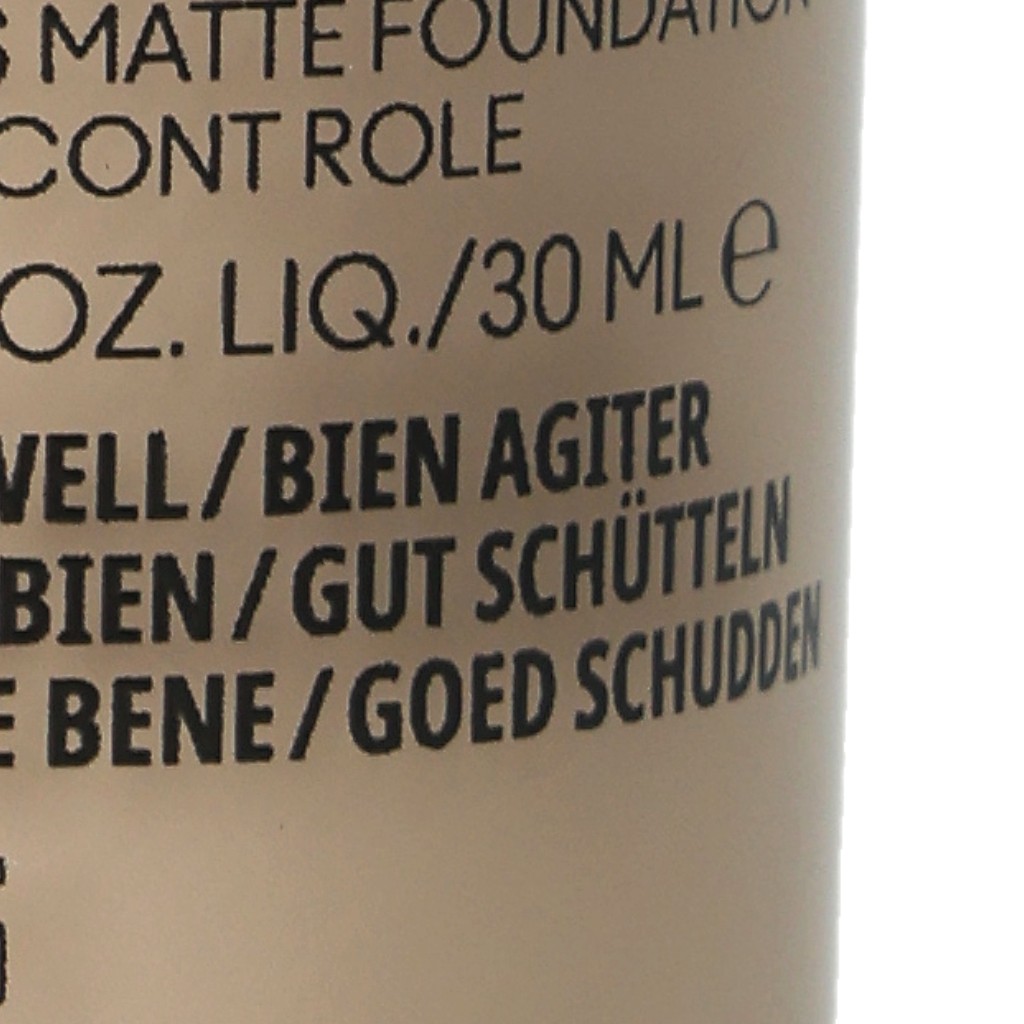 S MATTE FOUNDATION
CONT ROLE
OZ. LIQ./30 ML e
WELL/BIEN AGITER
BIEN/GUT SCHÜTTELN
E BENE/GOED SCHUDDEN